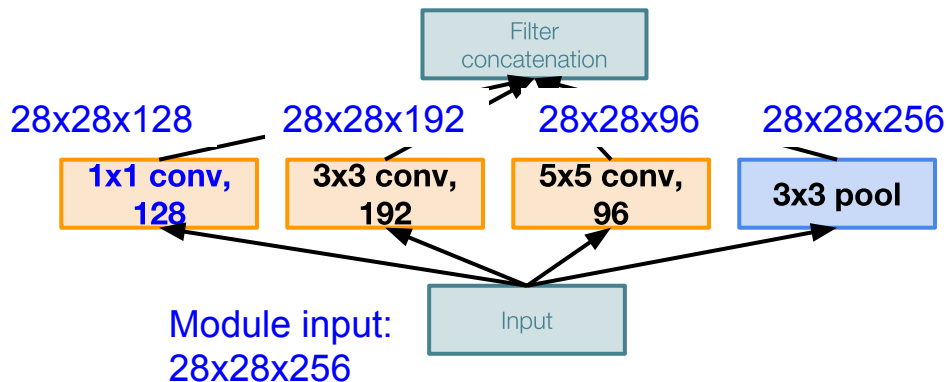 Filter
concatenation
28x28x128
28x28x192
28x28x96
28x28x256
1x1 conv,
128
3x3 conv,
192
5x5 conv,
96
3x3 pool
Input
Module input:
28x28x256